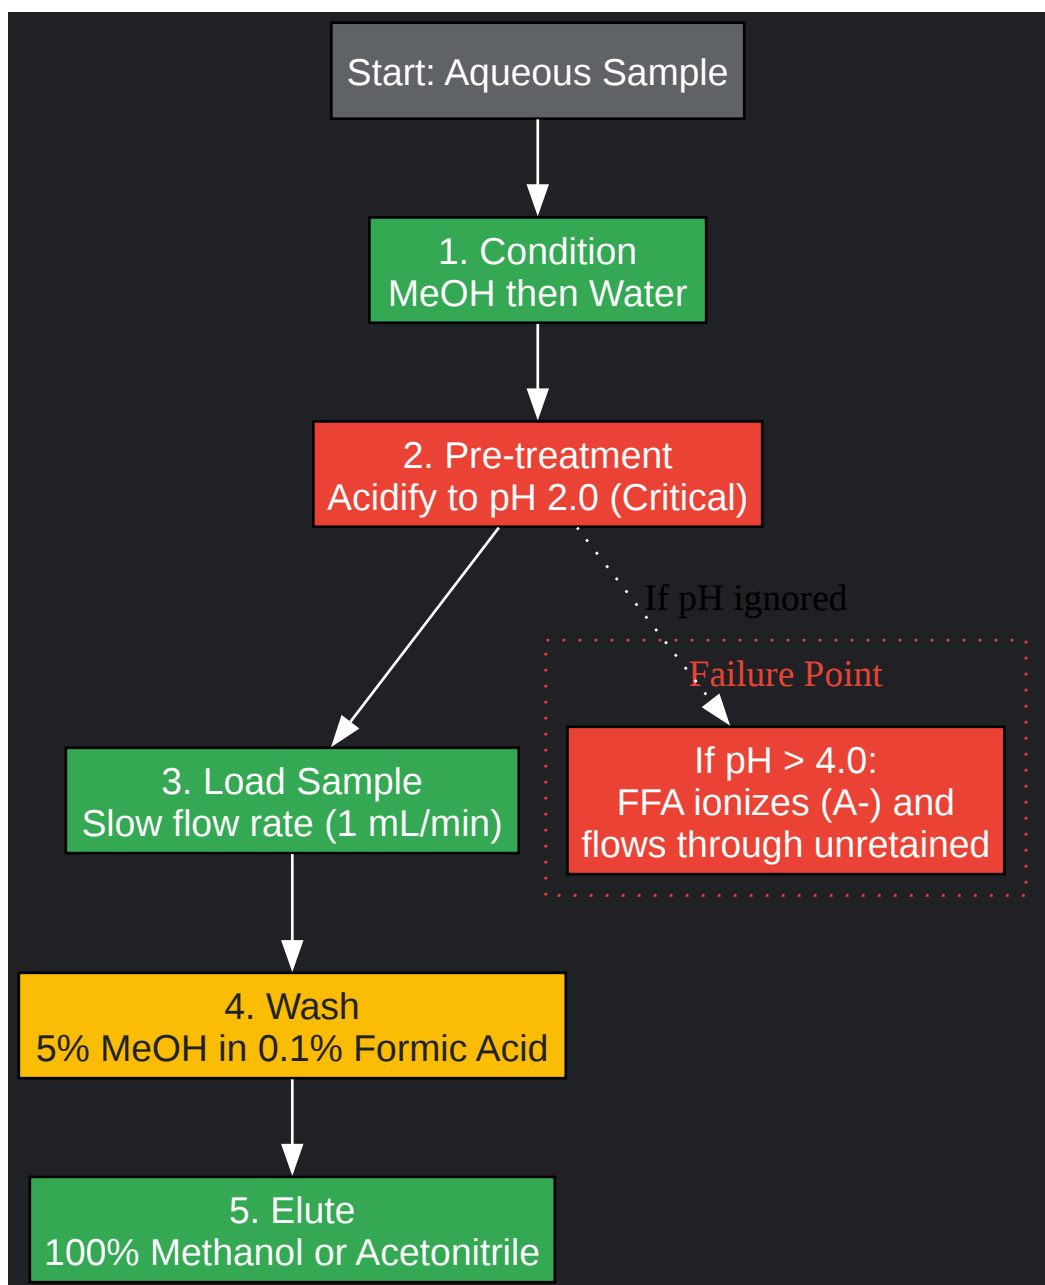 Start: Aqueous Sample
1. Condition
MeOH then Water
2. Pre-treatment
Acidify to pH 2.0 (Critical)
If pH ignored
Failure Point
If pH > 4.0:
FFA ionizes (A-) and
flows through unretained
3. Load Sample
Slow flow rate (1 mL/min)
4. Wash
5% MeOH in 0.1% Formic Acid
5. Elute
100% Methanol or Acetonitrile